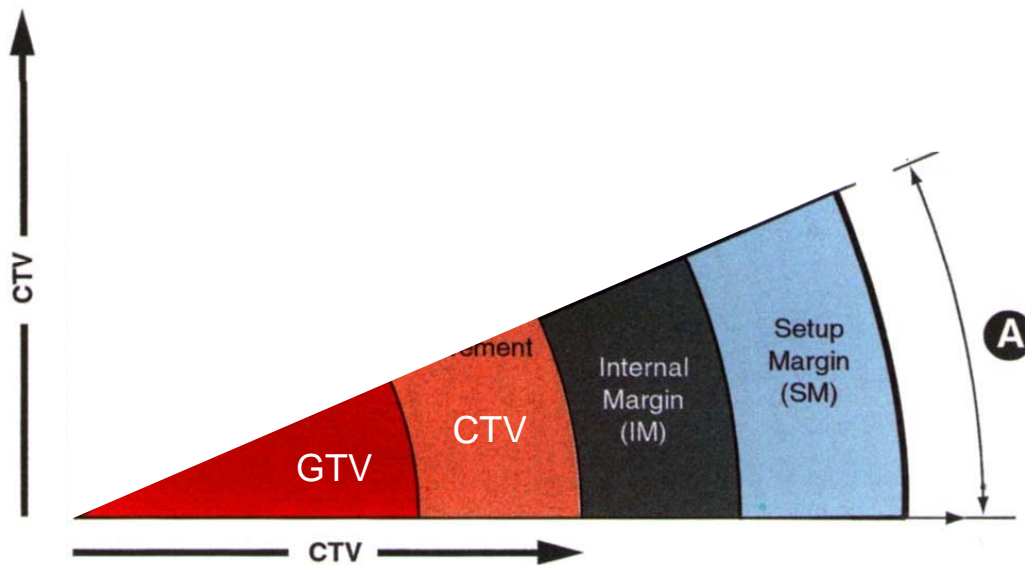 CTV
ement
GTV
CTV
Internal
Margin
(IM)
Setup
Margin
(SM)
A
CTV